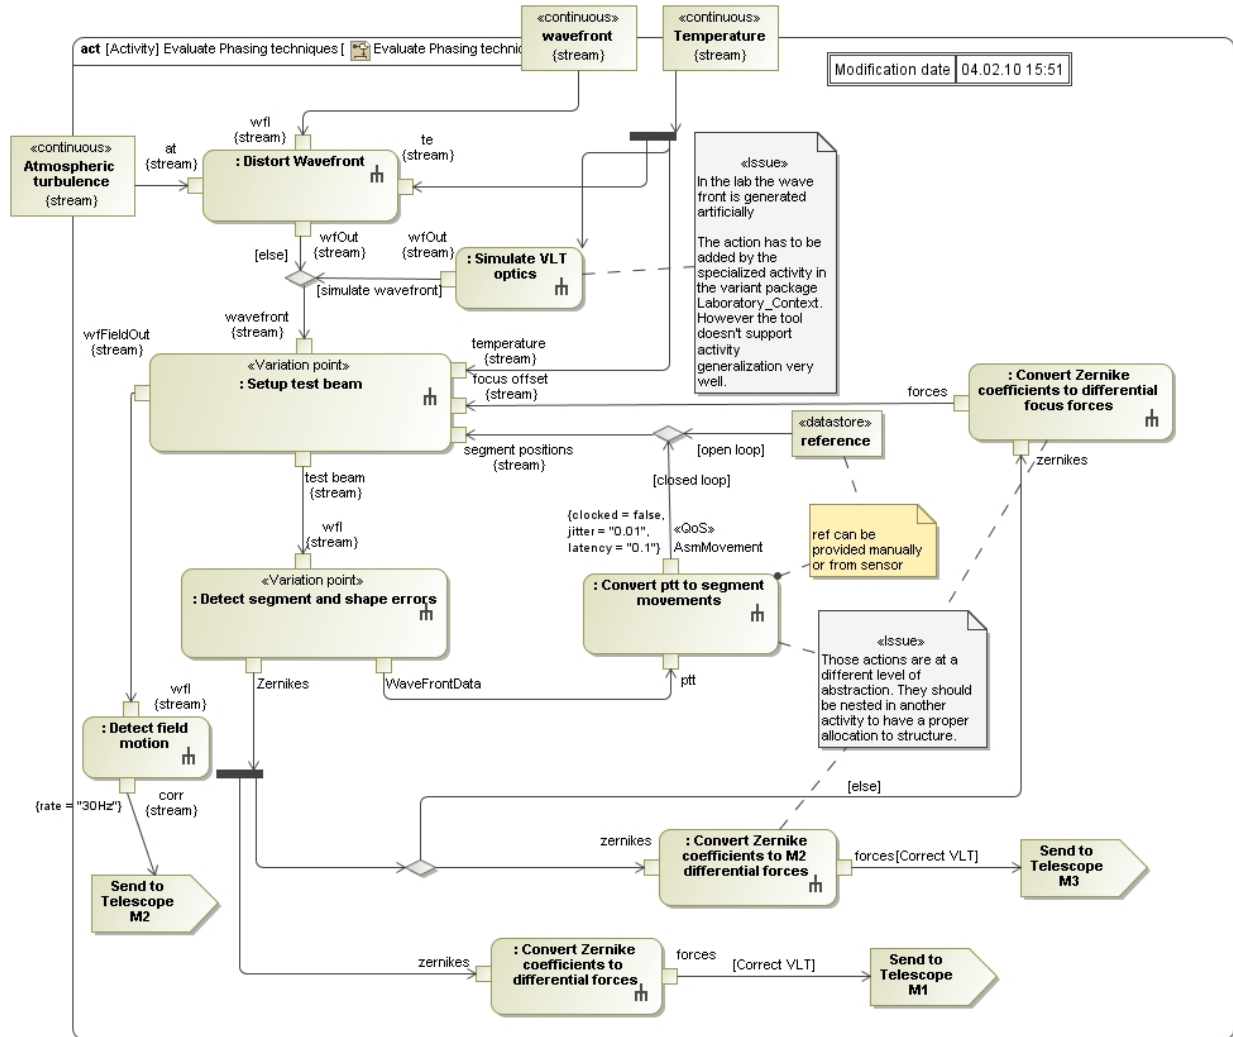 «continuous»
wavefront
{stream}
«continuous»
Temperature
{stream}
act [Activity] Evaluate Phasing techniques [ Evaluate Phasing techni
Modification date 04.02.10 15:51
«continuous»
Atmospheric
turbulence
{stream}
at
{stream}
wfI
{stream}
te
{stream}
: Distort Wavefront
«Issue»
In the lab the wave
front is generated
artificially
The action has to be
added by the
specialized activity in
the variant package
Laboratory_Context.
However the tool
doesn't support
activity
generalization very
well.
[else]
wfOut
{stream}
wfOut
{stream}
: Simulate VLT
optics
[simulate wavefront]
wavefront
{stream}
wfFieldOut
{stream}
«Variation point»
: Setup test beam
temperature
{stream}
focus offset
{stream}
segment positions
{stream}
forces
: Convert Zernike
coefficients to differential
focus forces
zernikes
«datastore»
reference
[open loop]
[closed loop]
test beam
{stream}
wfI
{stream}
{clocked = false,
jitter = "0.01",
latency = "0.1"}
«QoS»
AsmMovement
ref can be
provided manually
or from sensor
«Variation point»
: Detect segment and shape errors
: Convert ptt to segment
movements
Zernikes
WaveFrontData
ptt
«Issue»
Those actions are at a
different level of
abstraction. They should
be nested in another
activity to have a proper
allocation to structure.
wfI
{stream}
: Detect field
motion
{rate = "30Hz"}
corr
{stream}
[else]
Send to
Telescope
M2
zernikes
: Convert Zernike
coefficients to M2
differential forces
forces[Correct VLT]
Send to
Telescope
M3
zernikes
: Convert Zernike
coefficients to
differential forces
forces
[Correct VLT]
Send to
Telescope
M1